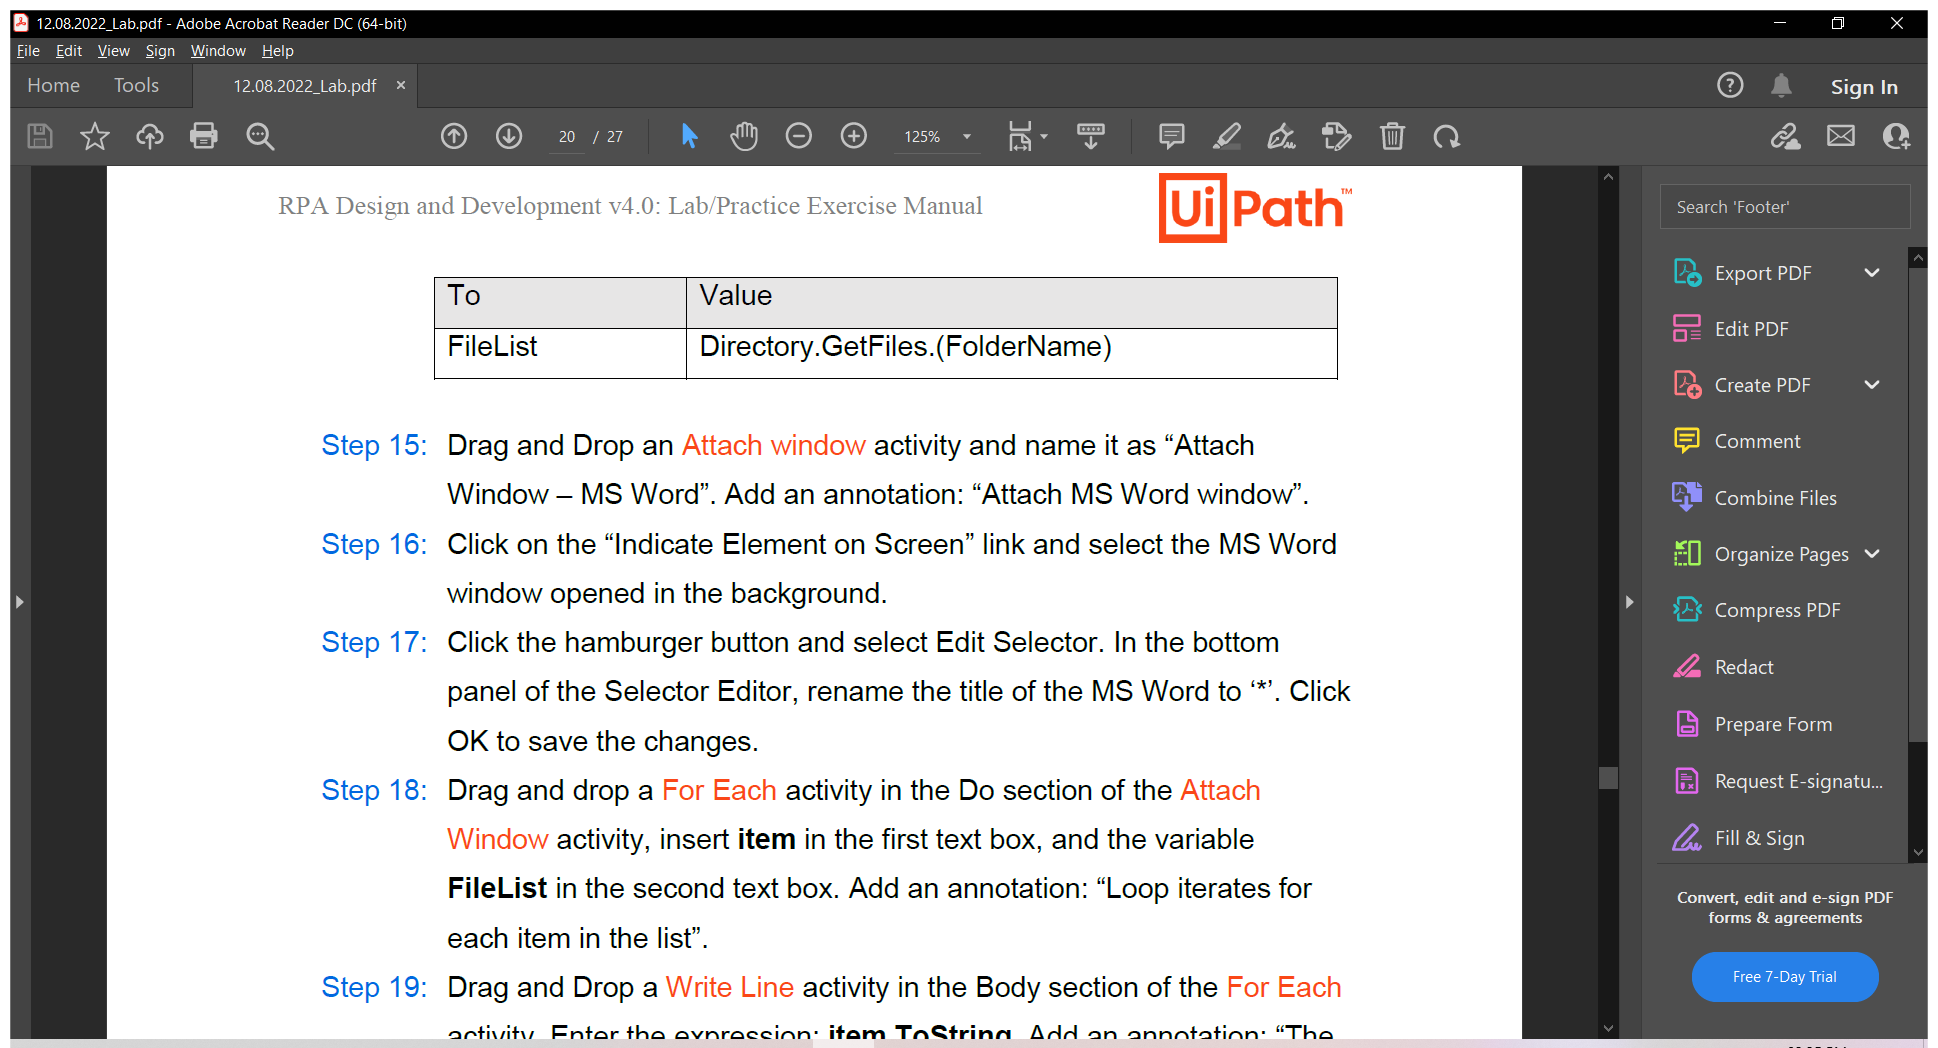 12.08.2022_Lab.pdf - Adobe Acrobat Reader DC (64-bit)
File Edit View Sign Window Help
Home Tools 12.08.2022_Lab.pdf × Sign In
20 / 27 125%
RPA Design and Development v4.0: Lab/Practice Exercise Manual
UiPath™
To Value
FileList Directory.GetFiles.(FolderName)
Step 15: Drag and Drop an Attach window activity and name it as “Attach
Window – MS Word”. Add an annotation: “Attach MS Word window”.
Step 16: Click on the “Indicate Element on Screen” link and select the MS Word
window opened in the background.
Step 17: Click the hamburger button and select Edit Selector. In the bottom
panel of the Selector Editor, rename the title of the MS Word to ‘*’. Click
OK to save the changes.
Step 18: Drag and drop a For Each activity in the Do section of the Attach
Window activity, insert item in the first text box, and the variable
FileList in the second text box. Add an annotation: “Loop iterates for
each item in the list”.
Step 19: Drag and Drop a Write Line activity in the Body section of the For Each
activity. Enter the expression: item.ToString. Add an annotation: “The
Search 'Footer'
Export PDF
Edit PDF
Create PDF
Comment
Combine Files
Organize Pages
Compress PDF
Redact
Prepare Form
Request E-signatu...
Fill & Sign
Convert, edit and e-sign PDF
forms & agreements
Free 7-Day Trial